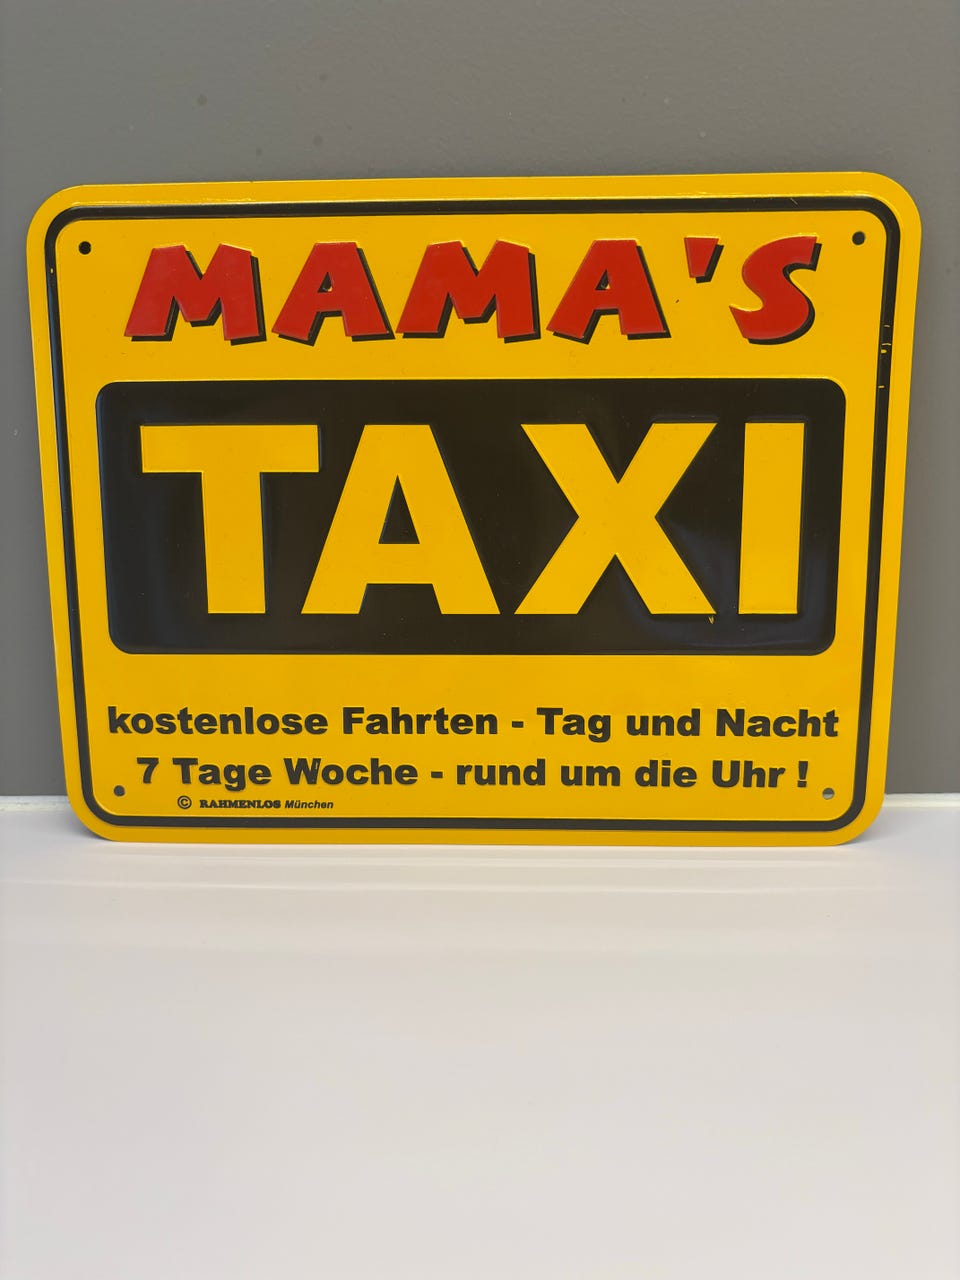 MAMA'S
TAXI
kostenlose Fahrten - Tag und Nacht
7 Tage Woche - rund um die Uhr !
© RAHMENLOS München